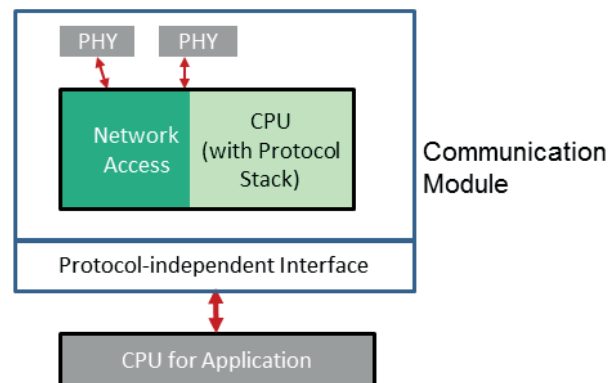 PHY PHY
Network
Access
CPU
(with Protocol
Stack)
Communication
Module
Protocol-independent Interface
CPU for Application